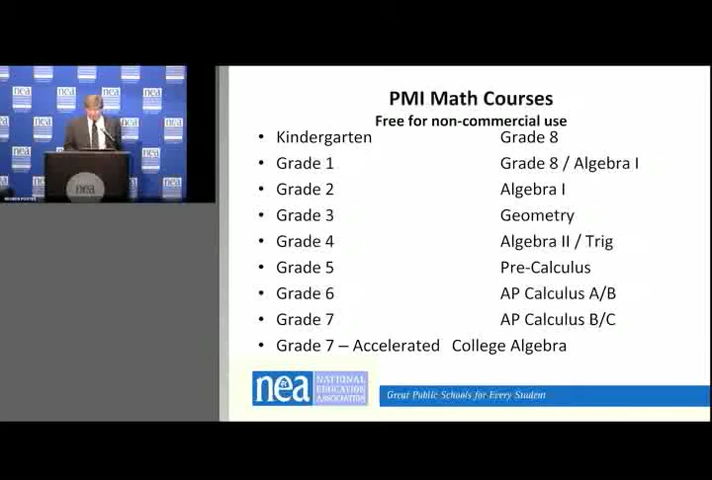 nea
PMI Math Courses
Free for non-commercial use
• Kindergarten Grade 8
• Grade 1 Grade 8 / Algebra I
• Grade 2 Algebra I
• Grade 3 Geometry
• Grade 4 Algebra II / Trig
• Grade 5 Pre-Calculus
• Grade 6 AP Calculus A/B
• Grade 7 AP Calculus B/C
• Grade 7 – Accelerated College Algebra
nea NATIONAL EDUCATION ASSOCIATION
Great Public Schools for Every Student